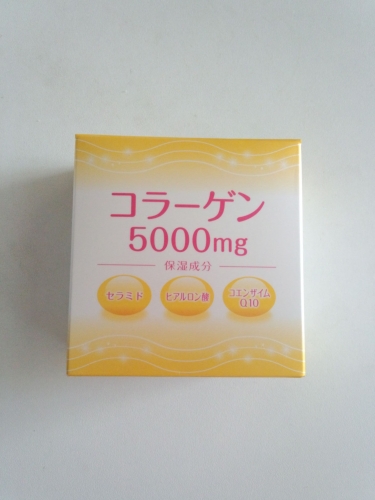 コラーゲン
5000mg
保湿成分
セラミド
ヒアルロン酸
コエンザイム
Q10